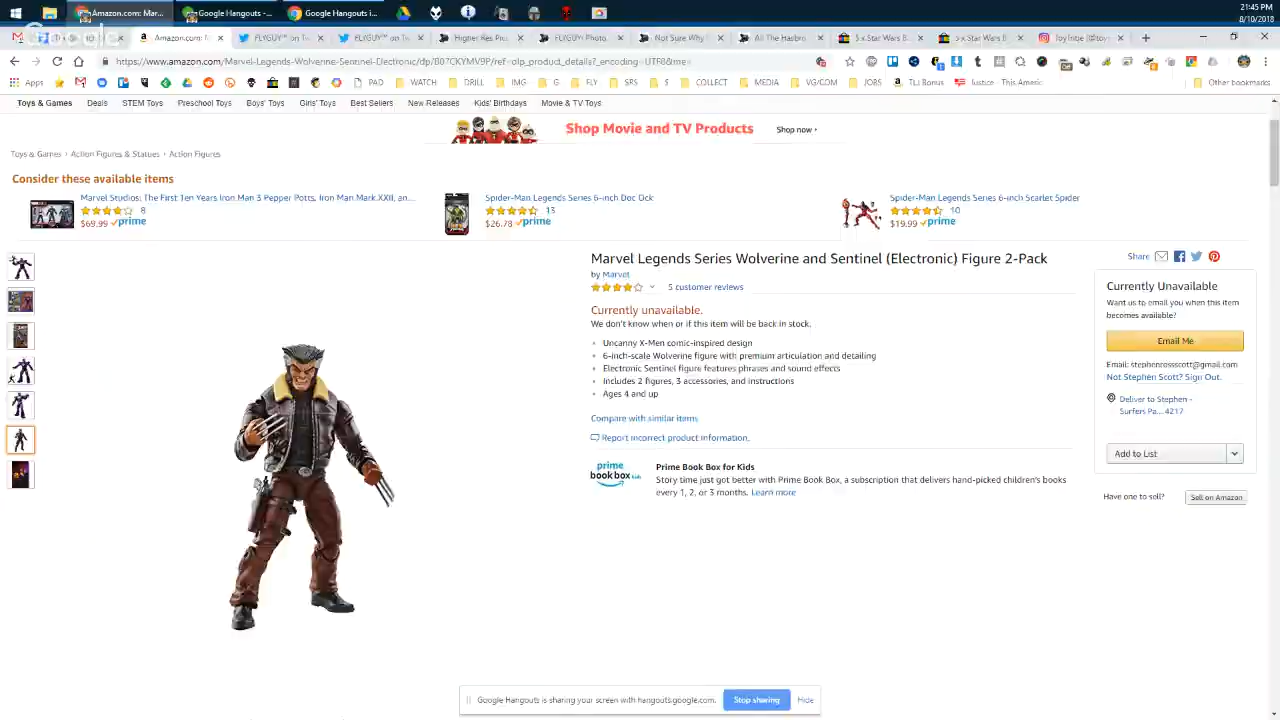 21:45 PM
8/10/2018
Amazon.com: Mar...
Google Hangouts - ...
Google Hangouts i...
Google
Amazon.com: M
FLYGUY™ on Tw
FLYGUY™ on Tw
Higher Res Pro
FLYGUY Photo
Not Sure Why
All The Hasbro
5 x Star Wars B
5 x Star Wars B
https://www.amazon.com/Marvel-Legends-Wolverine-Sentinel-Electronic/dp/B07CKYMV9P/ref=olp_product_details?_encoding=UTF8&me=
Apps
PAD
WATCH
DRILL
IMG
G
FLY
_SRS
S
COLLECT
MEDIA
VG/COM
JOBS
TLJ Bonus
Justice
This Americ
Other bookmarks
Toys & Games
Deals
STEM Toys
Preschool Toys
Boys' Toys
Girls' Toys
Best Sellers
New Releases
Kids' Birthdays
Movie & TV Toys
Shop Movie and TV Products
Shop now ›
Toys & Games › Action Figures & Statues › Action Figures
Consider these available items
Marvel Studios: The First Ten Years Iron Man 3 Pepper Potts, Iron Man Mark XXII, an...
8
$69.99 prime
Spider-Man Legends Series 6-inch Doc Ock
13
$26.78 prime
Spider-Man Legends Series 6-inch Scarlet Spider
10
$19.99 prime
Marvel Legends Series Wolverine and Sentinel (Electronic) Figure 2-Pack
by Marvel
5 customer reviews
Currently unavailable.
We don't know when or if this item will be back in stock.
Uncanny X-Men comic-inspired design
6-inch-scale Wolverine figure with premium articulation and detailing
Electronic Sentinel figure features phrases and sound effects
Includes 2 figures, 3 accessories, and instructions
Ages 4 and up
Compare with similar items
Report incorrect product information.
prime
book box kids
Prime Book Box for Kids
Story time just got better with Prime Book Box, a subscription that delivers hand-picked children's books
every 1, 2, or 3 months. Learn more
Share
Currently Unavailable
Want us to email you when this item
becomes available?
Email Me
Email: stephenrossscott@gmail.com
Not Stephen Scott? Sign Out.
Deliver to Stephen -
Surfers Pa... 4217
Add to List
Have one to sell?
Sell on Amazon
Google Hangouts is sharing your screen with hangouts.google.com.
Stop sharing
Hide